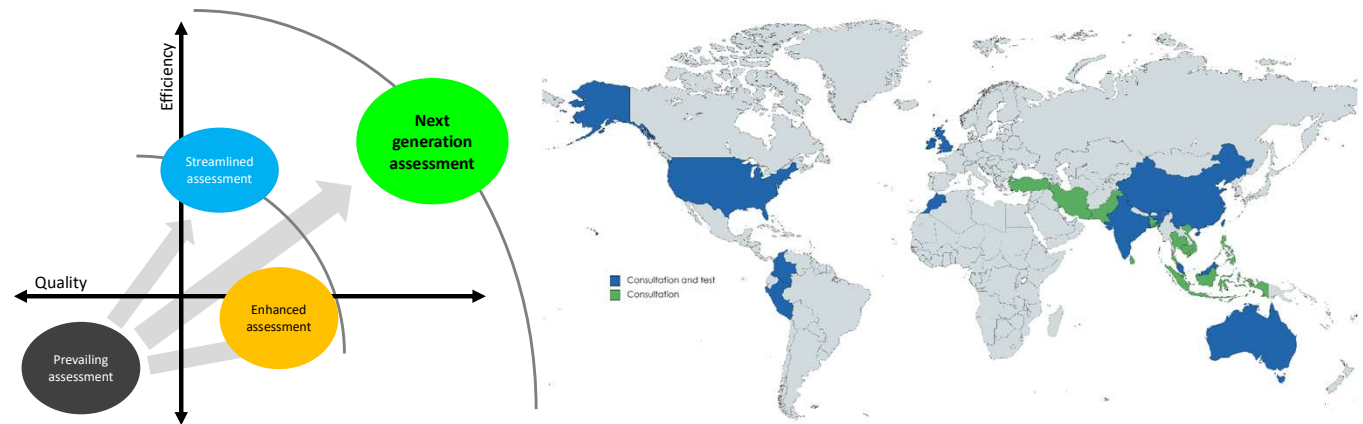 Efficiency
Streamlined
assessment
Next
generation
assessment
Quality
Enhanced
assessment
Prevailing
assessment
Consultation and test
Consultation